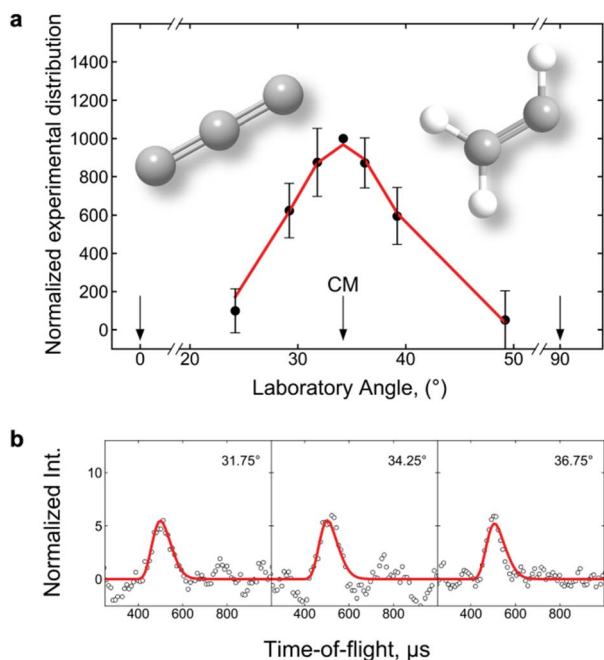 a
Normalized experimental distribution
1400
1200
1000
800
600
400
200
0
CM
0 20 30 40 50 90
Laboratory Angle, (°)
b
Normalized Int.
10
5
0
31.75° 34.25° 36.75°
400 600 800 400 600 800 400 600 800
Time-of-flight, μs